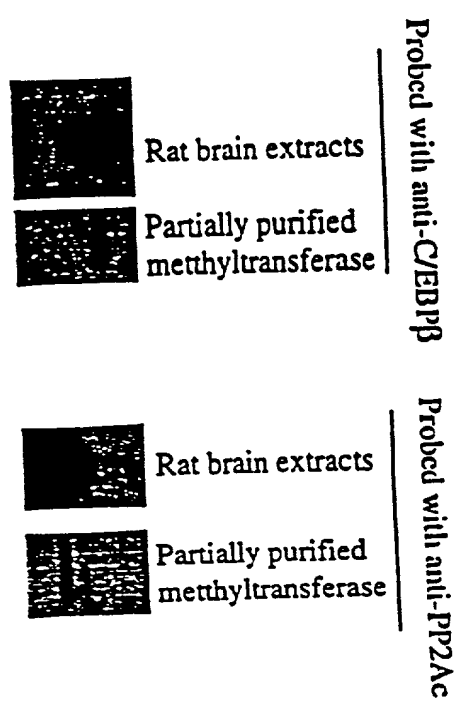 Probed with anti-C/EBPβ
Rat brain extracts
Partially purified
metthyltransferase
Probed with anti-PP2Ac
Rat brain extracts
Partially purified
metthyltransferase